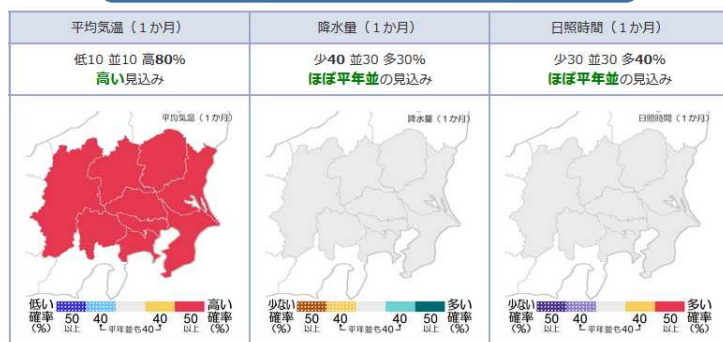 平均気温（１か月）
降水量（１か月）
日照時間（１か月）
低10 並10 高80%
高い見込み
少40 並30 多30%
ほぼ平年並の見込み
少30 並30 多40%
ほぼ平年並の見込み
平均気温（1か月）
降水量（1か月）
日照時間（1か月）
低い 確率 (%)
50 以上
40
平年並も40
40
50 以上
高い 確率 (%)
少ない 確率 (%)
50 以上
40
平年並も40
40
50 以上
多い 確率 (%)
少ない 確率 (%)
50 以上
40
平年並も40
40
50 以上
多い 確率 (%)